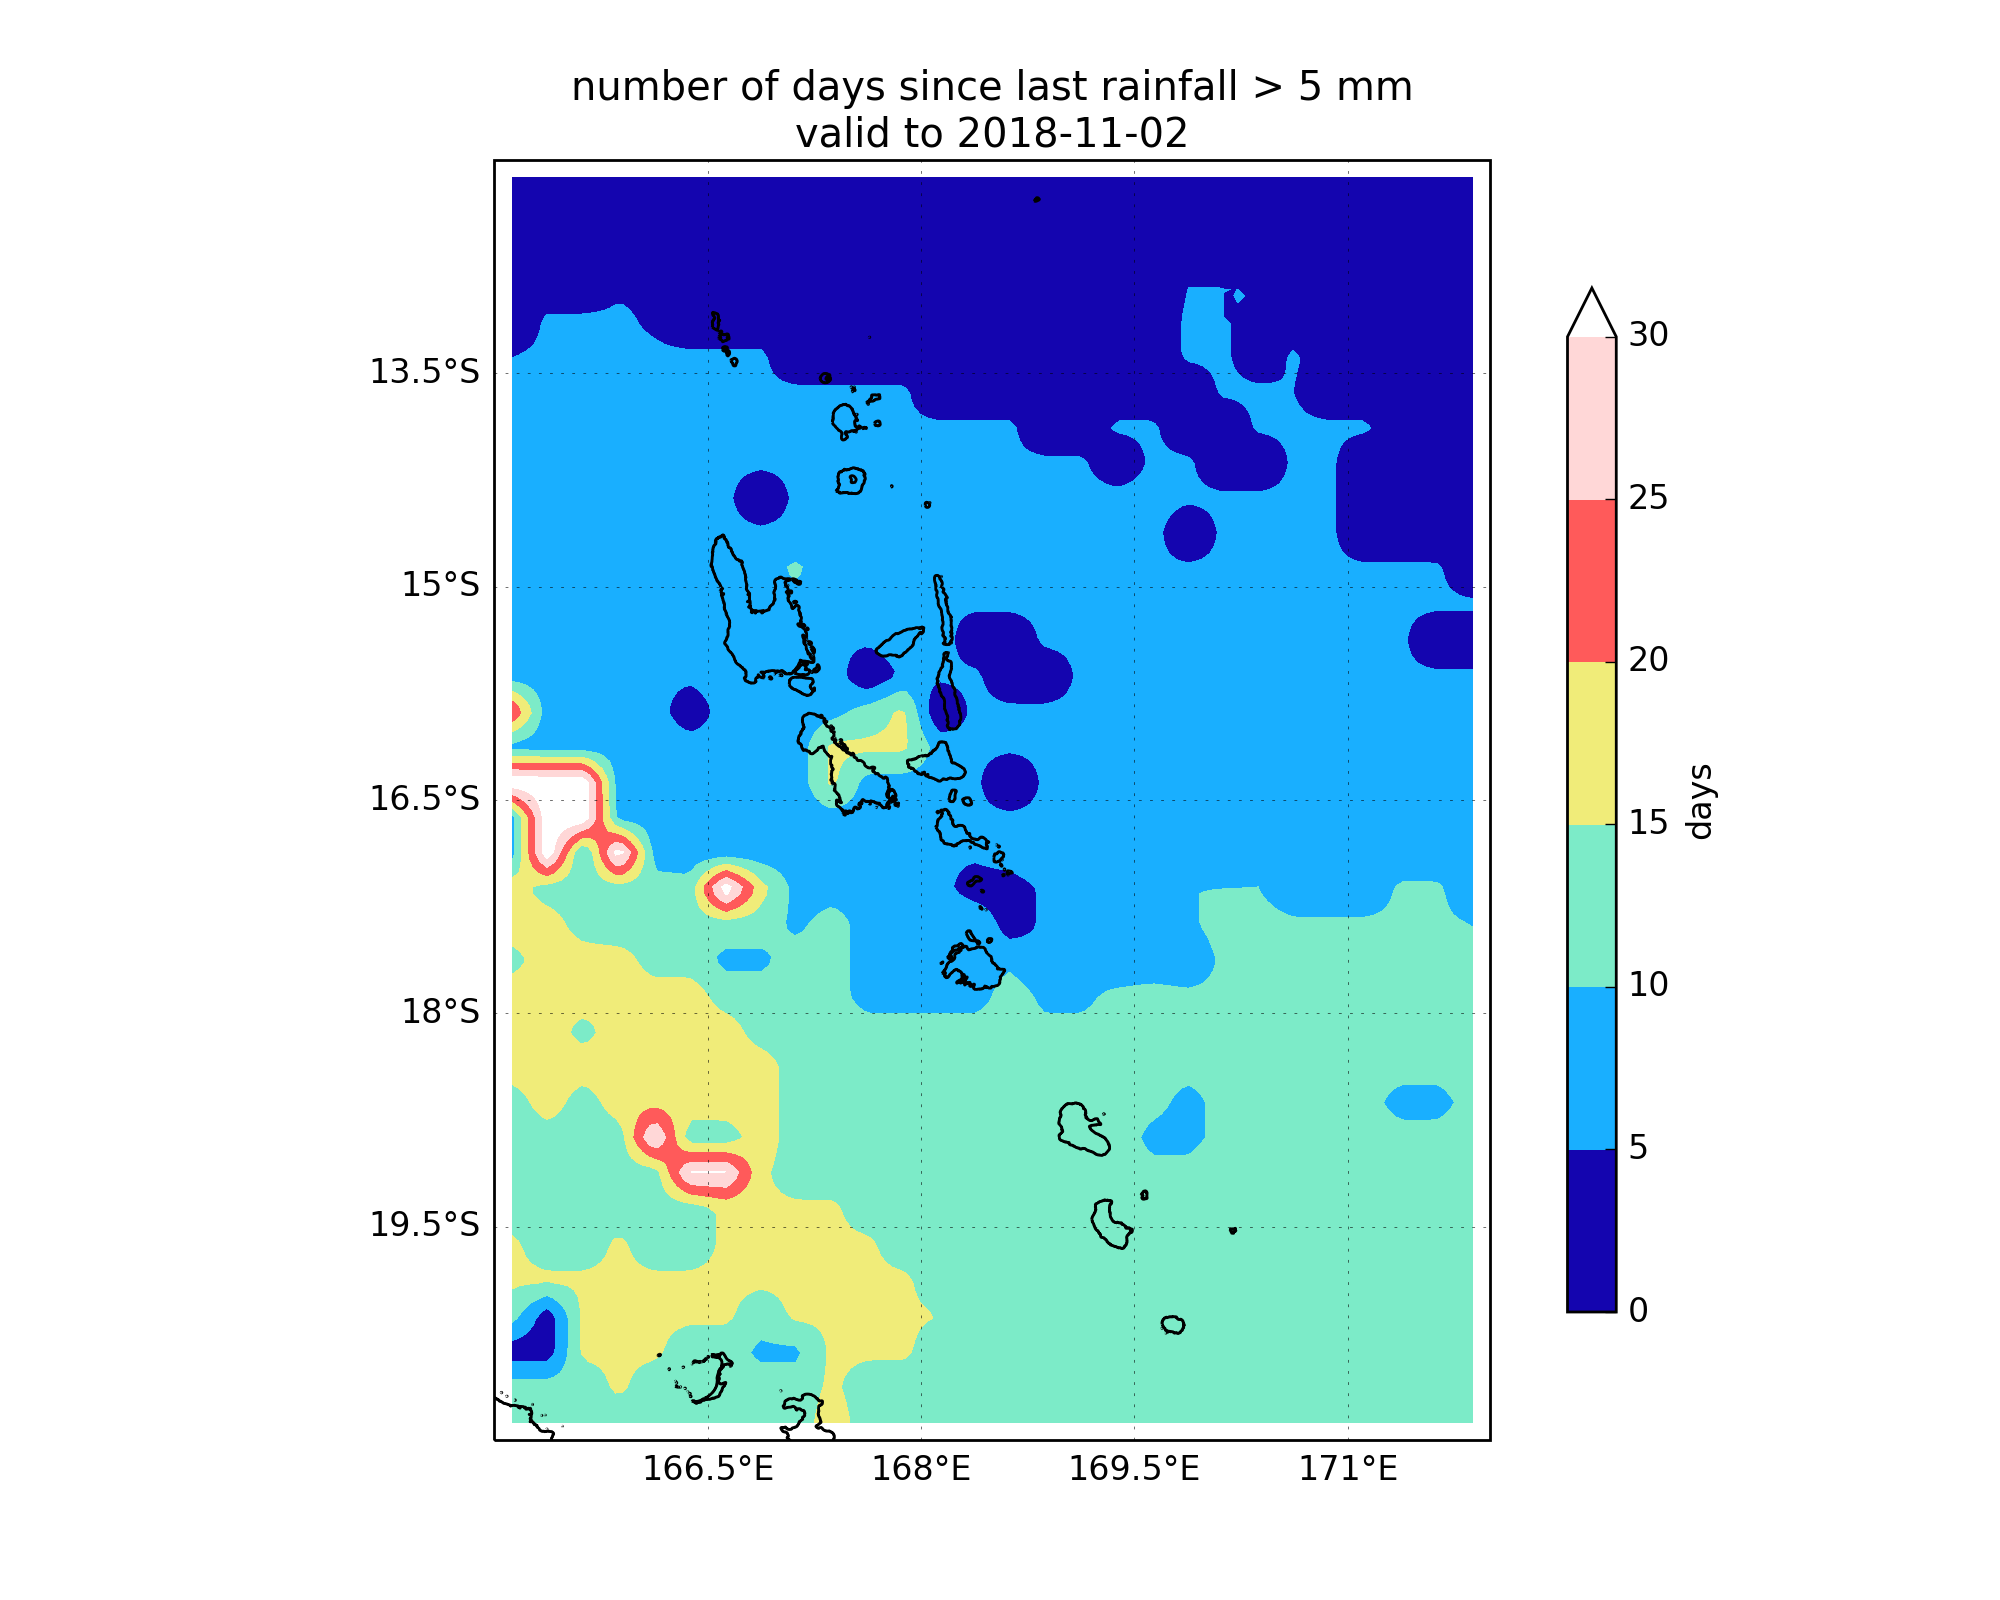 number of days since last rainfall > 5 mm
valid to 2018-11-02
13.5°S
15°S
16.5°S
18°S
19.5°S
166.5°E
168°E
169.5°E
171°E
30
25
20
15
10
5
0
days